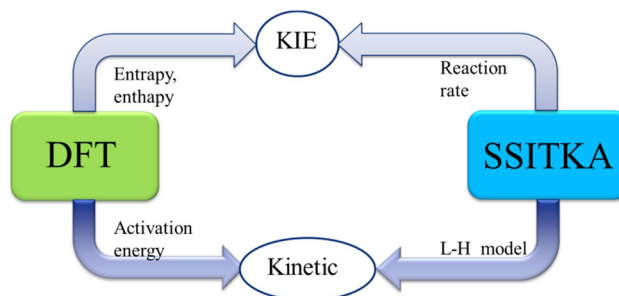 KIE
Entrapy,
enthapy
Reaction
rate
DFT
SSITKA
Activation
energy
L-H model
Kinetic